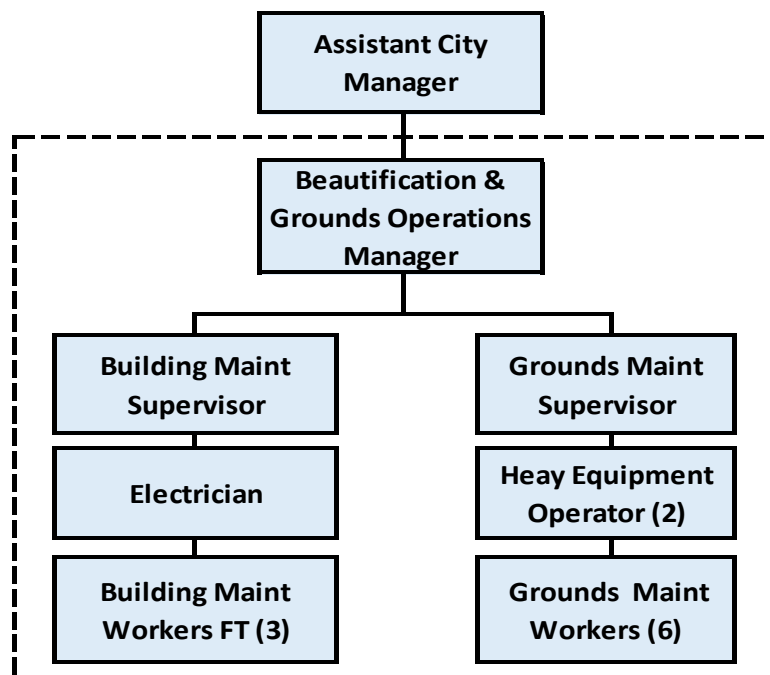 Assistant City
Manager
Beautification &
Grounds Operations
Manager
Building Maint
Supervisor
Grounds Maint
Supervisor
Electrician
Heay Equipment
Operator (2)
Building Maint
Workers FT (3)
Grounds  Maint
Workers (6)